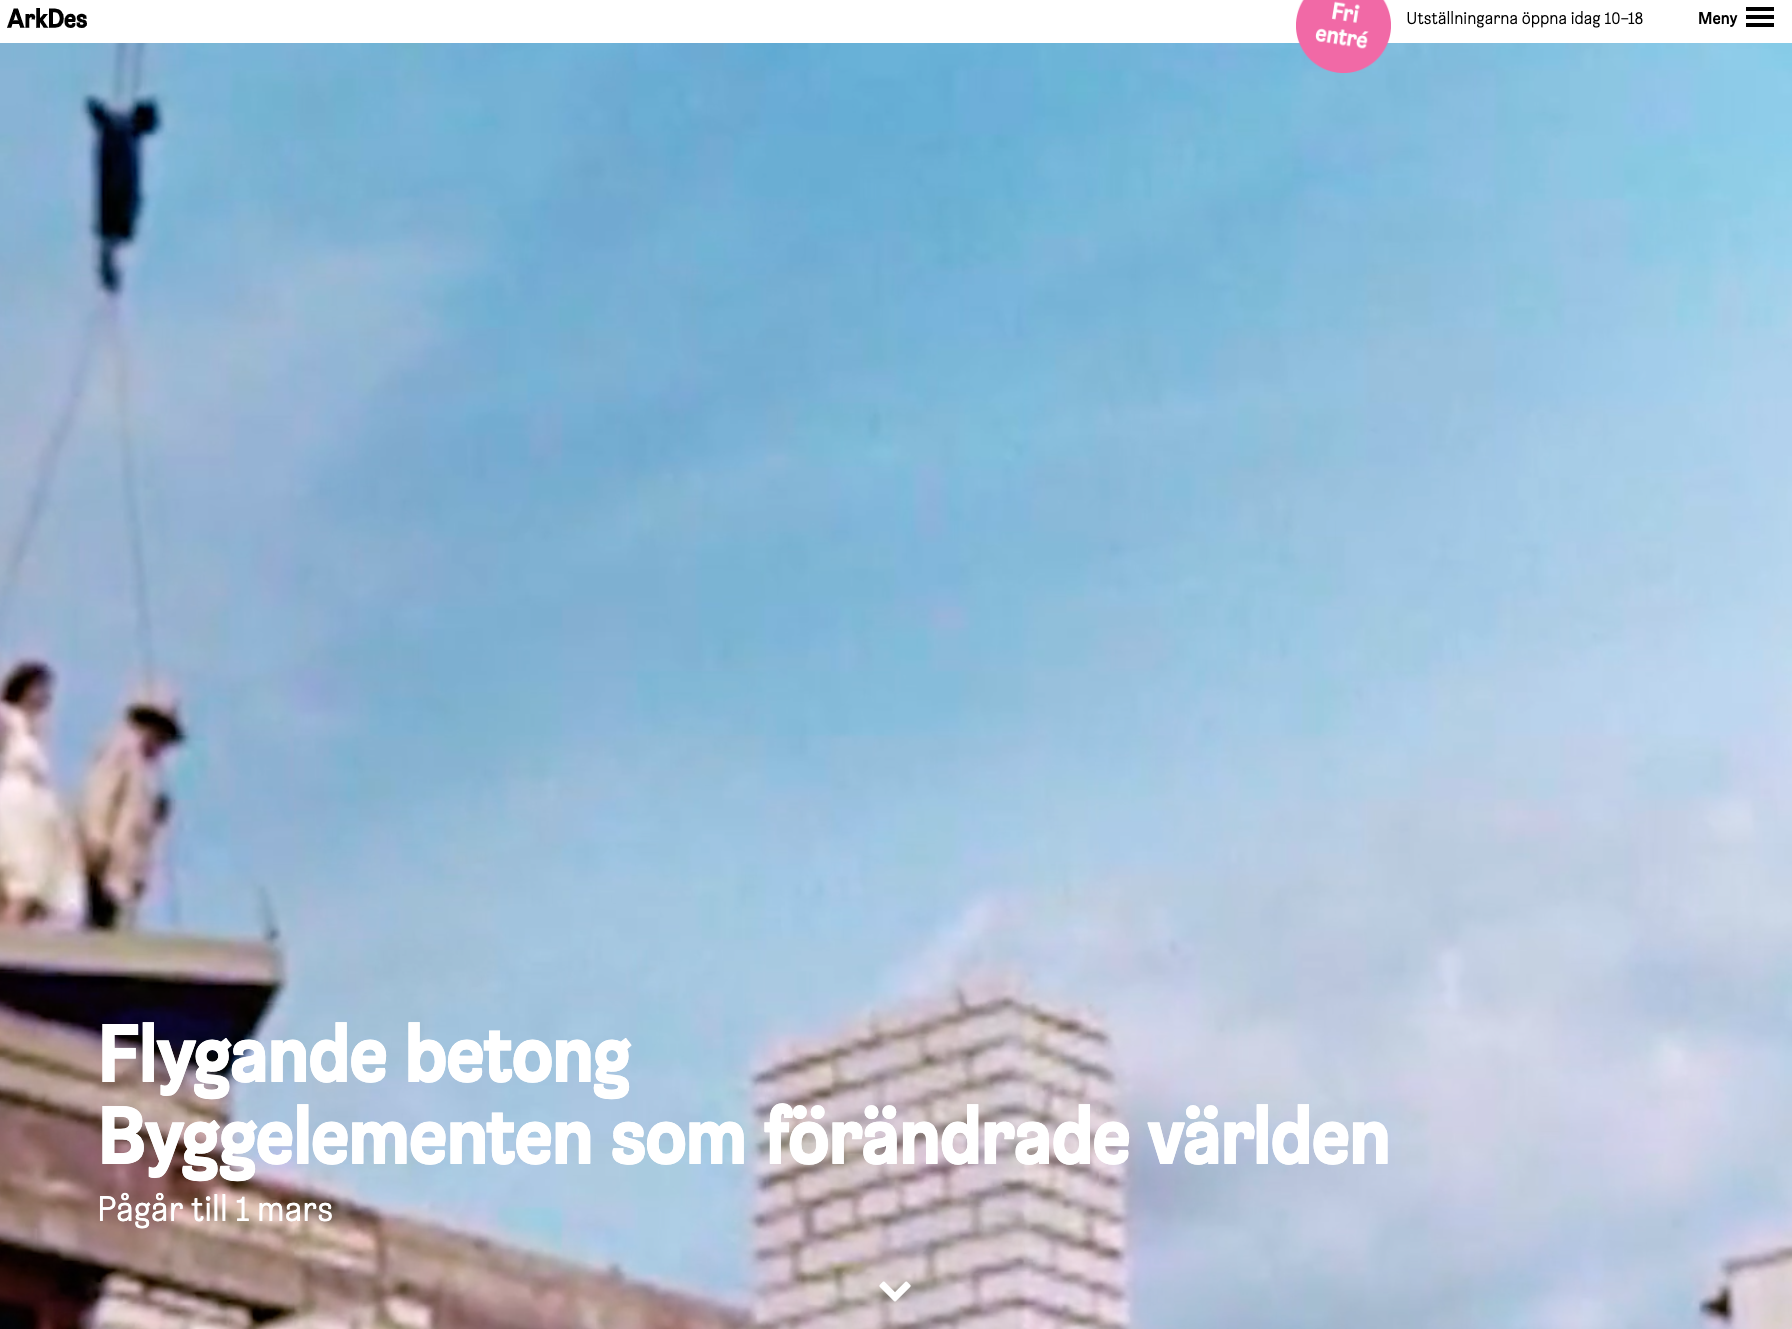 ArkDes
Fri
entré
Utställningarna öppna idag 10–18
Meny
Flygande betong
Byggelementen som förändrade världen
Pågår till 1 mars